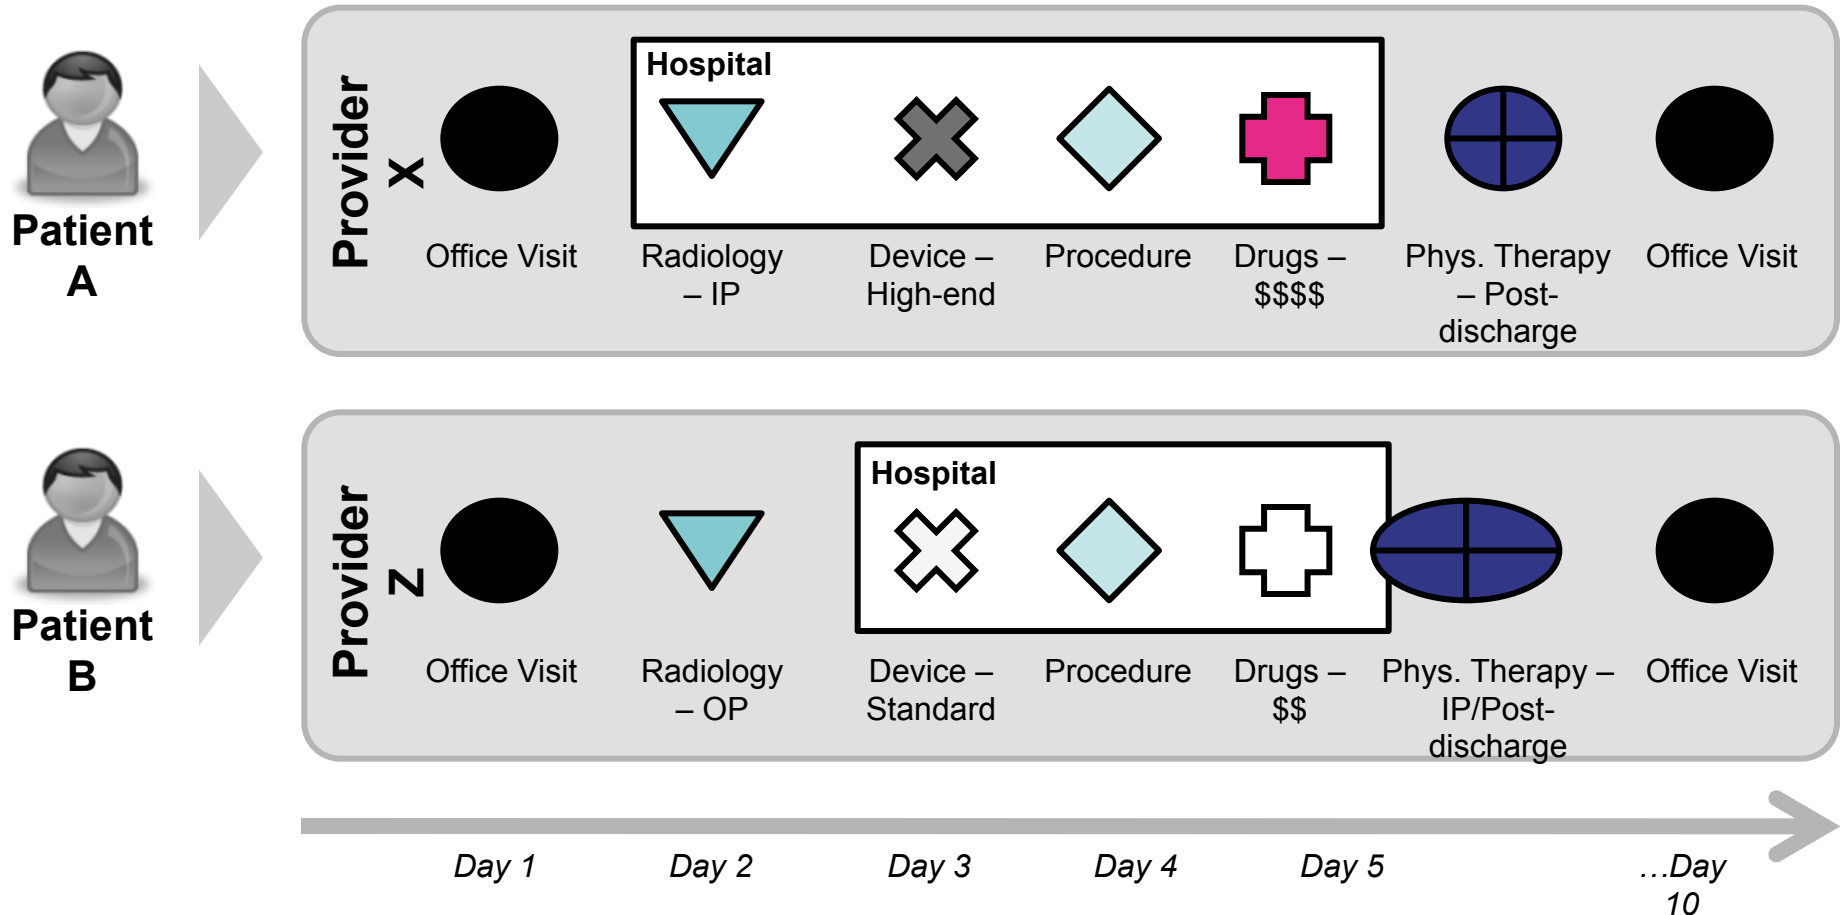 Patient
A
Provider
X
Hospital
Office Visit
Radiology
– IP
Device –
High-end
Procedure
Drugs –
$$$$
Phys. Therapy
– Post-
discharge
Office Visit
Patient
B
Provider
Z
Hospital
Office Visit
Radiology
– OP
Device –
Standard
Procedure
Drugs –
$$
Phys. Therapy –
IP/Post-
discharge
Office Visit
Day 1
Day 2
Day 3
Day 4
Day 5
…Day
10